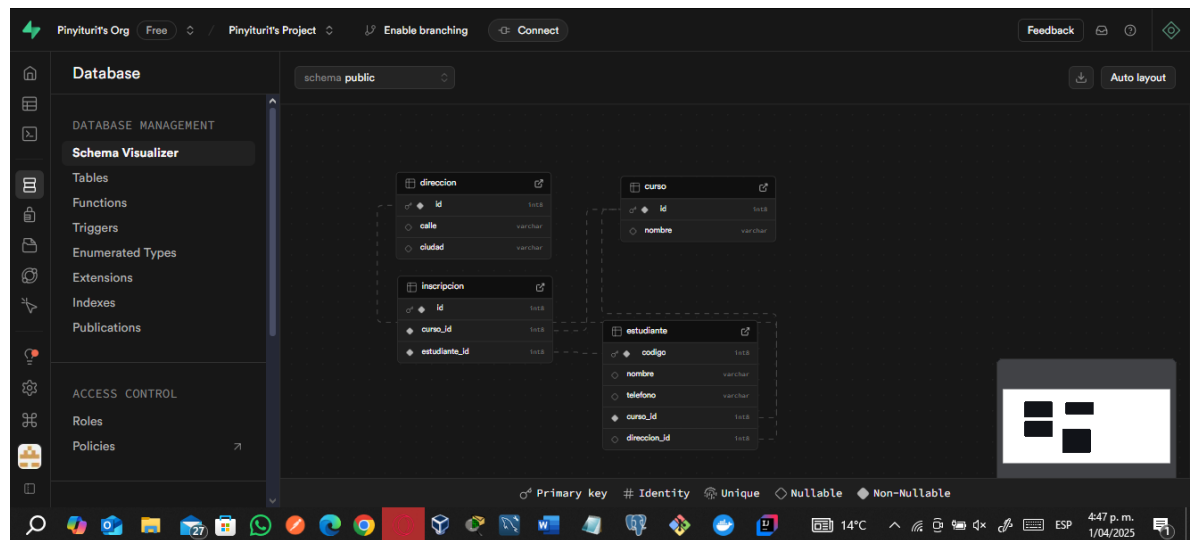 Pinyiturit's Org Free / Pinyiturit's Project Enable branching Connect Feedback
Database
schema public
Auto layout
DATABASE MANAGEMENT
Schema Visualizer
Tables
Functions
Triggers
Enumerated Types
Extensions
Indexes
Publications
ACCESS CONTROL
Roles
Policies
direccion
id int8
calle varchar
ciudad varchar
curso
id int8
nombre varchar
inscripcion
id int8
curso_id int8
estudiante_id int8
estudiante
codigo int8
nombre varchar
telefono varchar
curso_id int8
direccion_id int8
Primary key # Identity Unique Nullable Non-Nullable
27
14°C
ESP
4:47 p. m.
1/04/2025
1